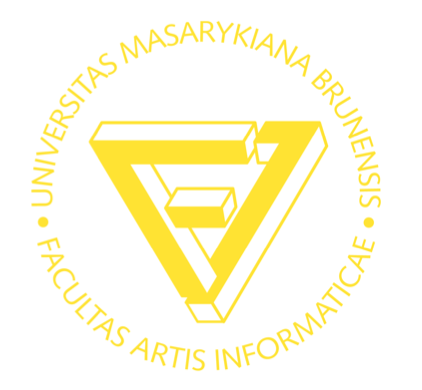 UNIVERSITAS MASARYKIANA BRUNENSIS
• FACULTAS ARTIS INFORMATICAE •